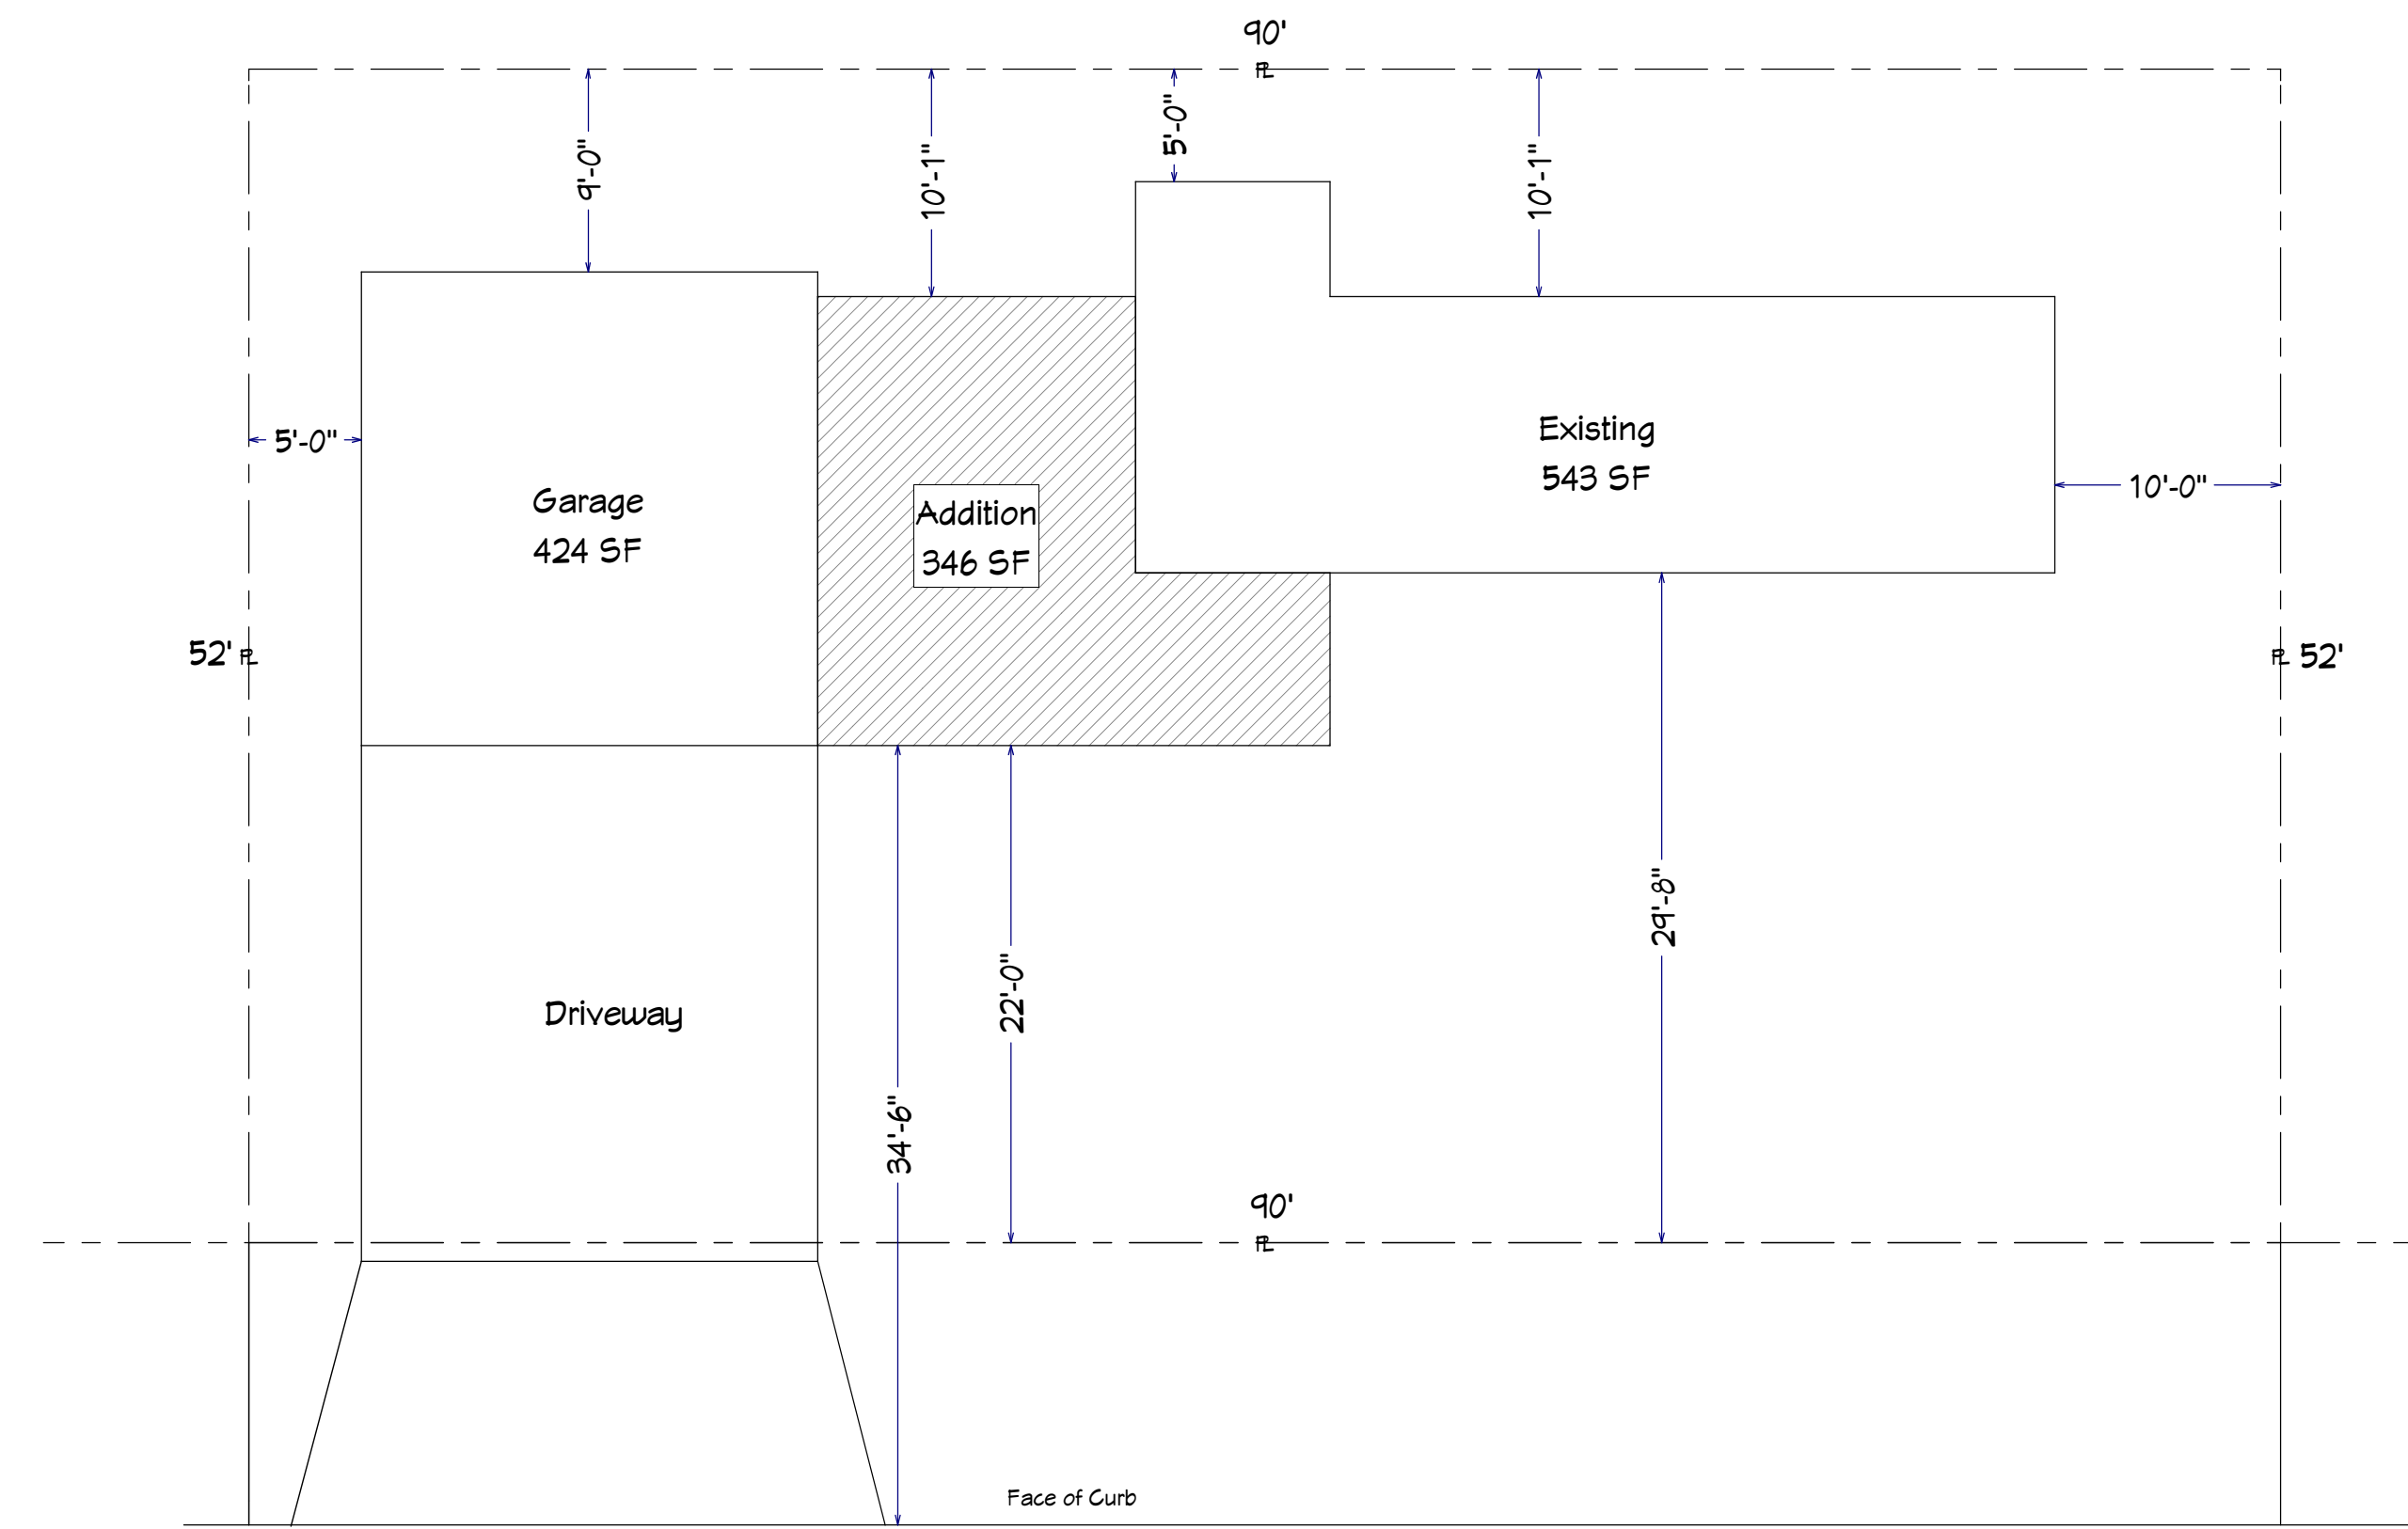 90'
PL
9'-0"
10'-1"
5'-0"
10'-1"
5'-0"
Garage
424 SF
Addition
346 SF
Existing
543 SF
10'-0"
52' PL
PL 52'
Driveway
22'-0"
29'-8"
34'-6"
90'
PL
Face of Curb